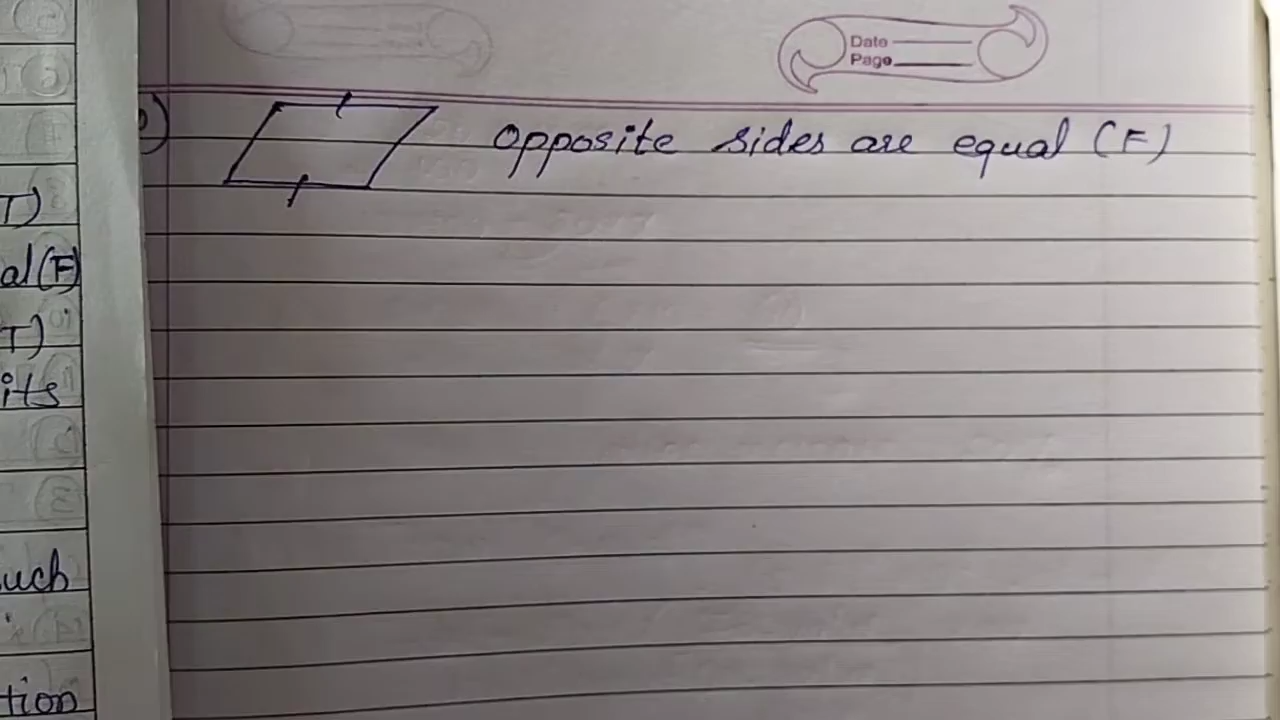 Date
Page
opposite sides are equal (F)
T)
al(F)
T)
its
uch
tion